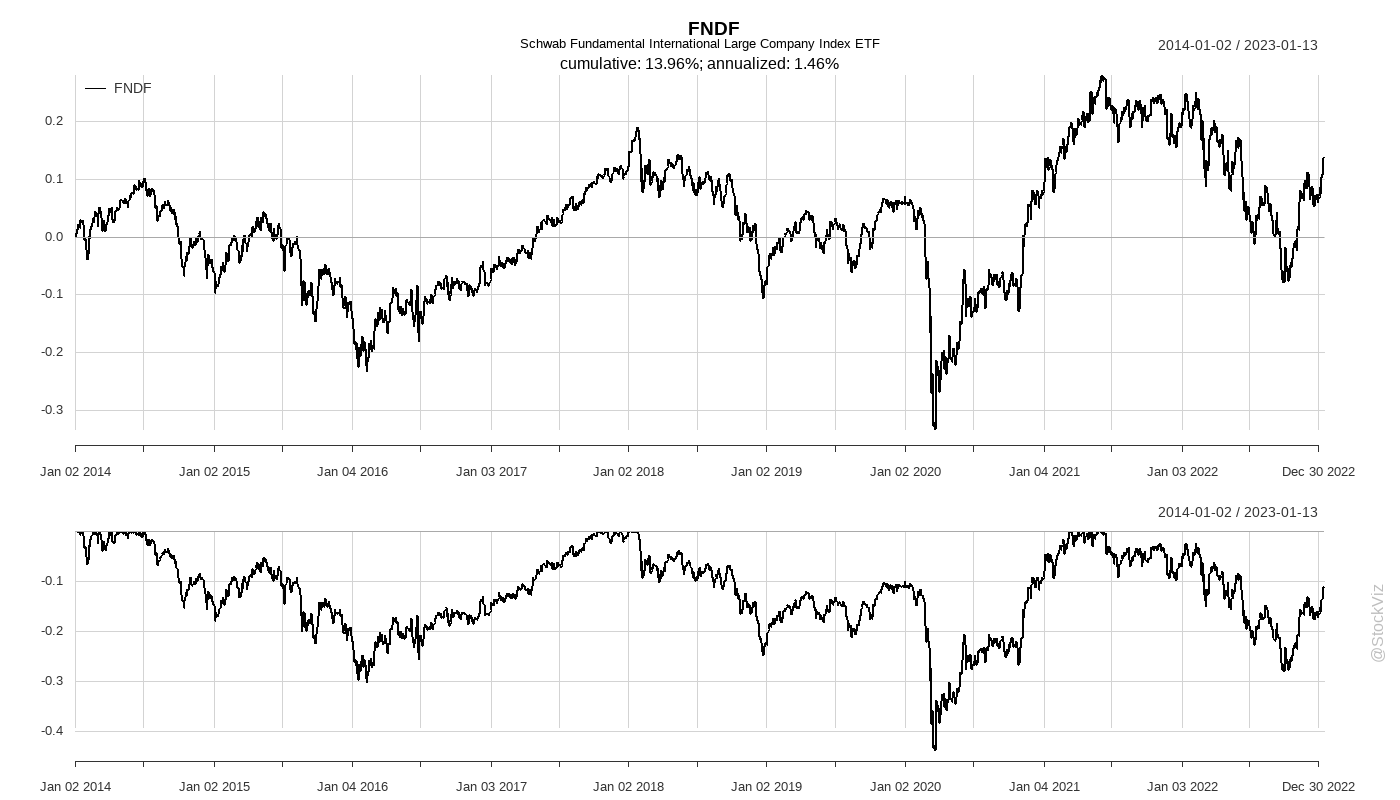 FNDF
Schwab Fundamental International Large Company Index ETF
2014-01-02 / 2023-01-13
cumulative: 13.96%; annualized: 1.46%
FNDF
0.2
0.1
0.0
-0.1
-0.2
-0.3
Jan 02 2014 Jan 02 2015 Jan 04 2016 Jan 03 2017 Jan 02 2018 Jan 02 2019 Jan 02 2020 Jan 04 2021 Jan 03 2022 Dec 30 2022
2014-01-02 / 2023-01-13
-0.1
-0.2
-0.3
-0.4
Jan 02 2014 Jan 02 2015 Jan 04 2016 Jan 03 2017 Jan 02 2018 Jan 02 2019 Jan 02 2020 Jan 04 2021 Jan 03 2022 Dec 30 2022
@StockViz